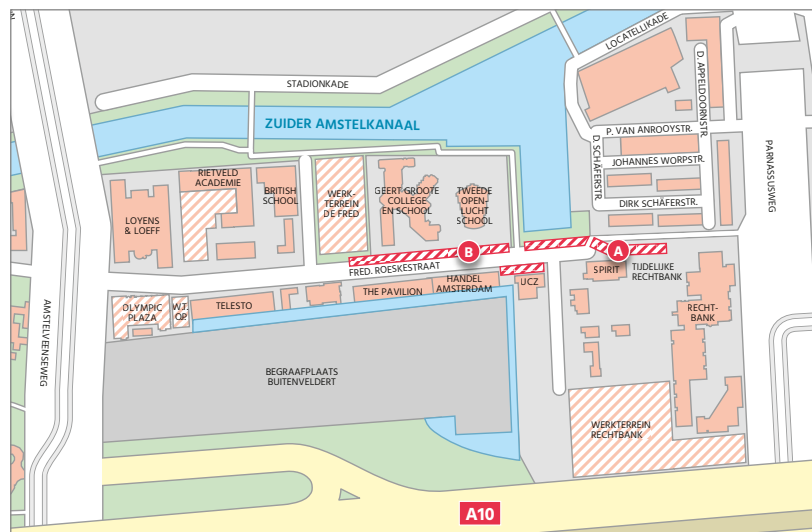 LOCATELLIKADE
STADIONKADE
D. APPELDOORNSTR.
ZUIDER AMSTELKANAAL
P. VAN ANROOYSTR.
D. SCHÄFERSTR.
JOHANNES WORPSTR.
PARNASSUSWEG
RIETVELD
ACADEMIE
BRITISH
SCHOOL
WERK-
TERREIN
DE FRED
GEERT GROOTE
COLLEGE
EN SCHOOL
TWEEDE
OPEN-
LUCHT
SCHOOL
DIRK SCHÄFERSTR.
LOYENS
& LOEFF
B
A
FRED. ROESKESTRAAT
SPIRIT
TIJDELIJKE
RECHTBANK
THE PAVILION
HANDEL
AMSTERDAM
UCZ
OLYMPIC
PLAZA
WTJ
OP.
TELESTO
RECHT-
BANK
AMSTELVEENSEWEG
BEGRAAFPLAATS
BUITENVELDERT
WERKTERREIN
RECHTBANK
A10